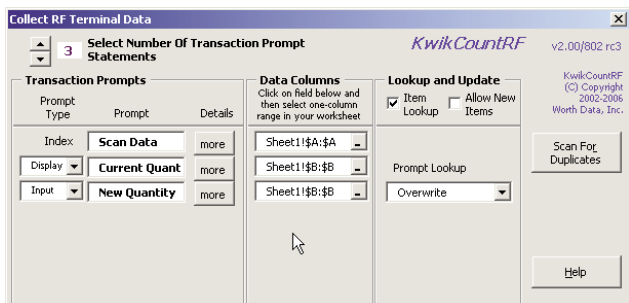 Collect RF Terminal Data
3
Select Number Of Transaction Prompt
Statements
KwikCountRF
v2.00/802 rc3
KwikCountRF
(C) Copyright
2002-2006
Worth Data, Inc.
Transaction Prompts
Prompt
Type
Prompt
Details
Data Columns
Click on field below and
then select one-column
range in your worksheet
Lookup and Update
Item
Lookup
Allow New
Items
Index
Scan Data
more
Sheet1!$A:$A
Display
Current Quant
more
Sheet1!$B:$B
Input
New Quantity
more
Sheet1!$B:$B
Prompt Lookup
Overwrite
Scan For
Duplicates
Help